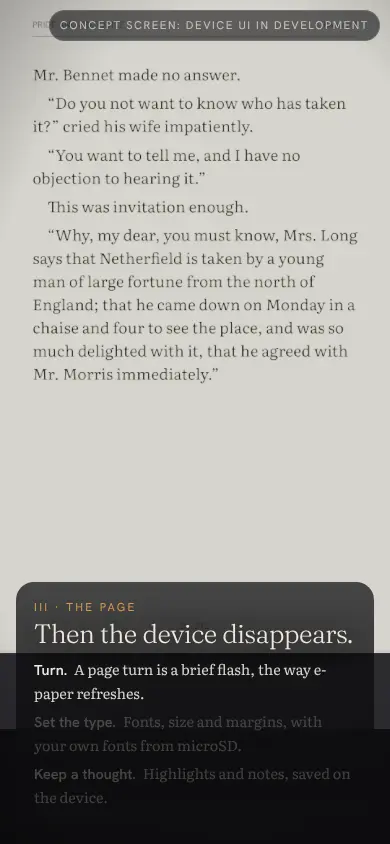 CONCEPT SCREEN: DEVICE UI IN DEVELOPMENT
Mr. Bennet made no answer.
“Do you not want to know who has taken
it?” cried his wife impatiently.
“You want to tell me, and I have no
objection to hearing it.”
This was invitation enough.
“Why, my dear, you must know, Mrs. Long
says that Netherfield is taken by a young
man of large fortune from the north of
England; that he came down on Monday in a
chaise and four to see the place, and was so
much delighted with it, that he agreed with
Mr. Morris immediately.”
III · THE PAGE
Then the device disappears.
Turn. A page turn is a brief flash, the way e-
paper refreshes.
Set the type. Fonts, size and margins, with
your own fonts from microSD.
Keep a thought. Highlights and notes, saved on
the device.